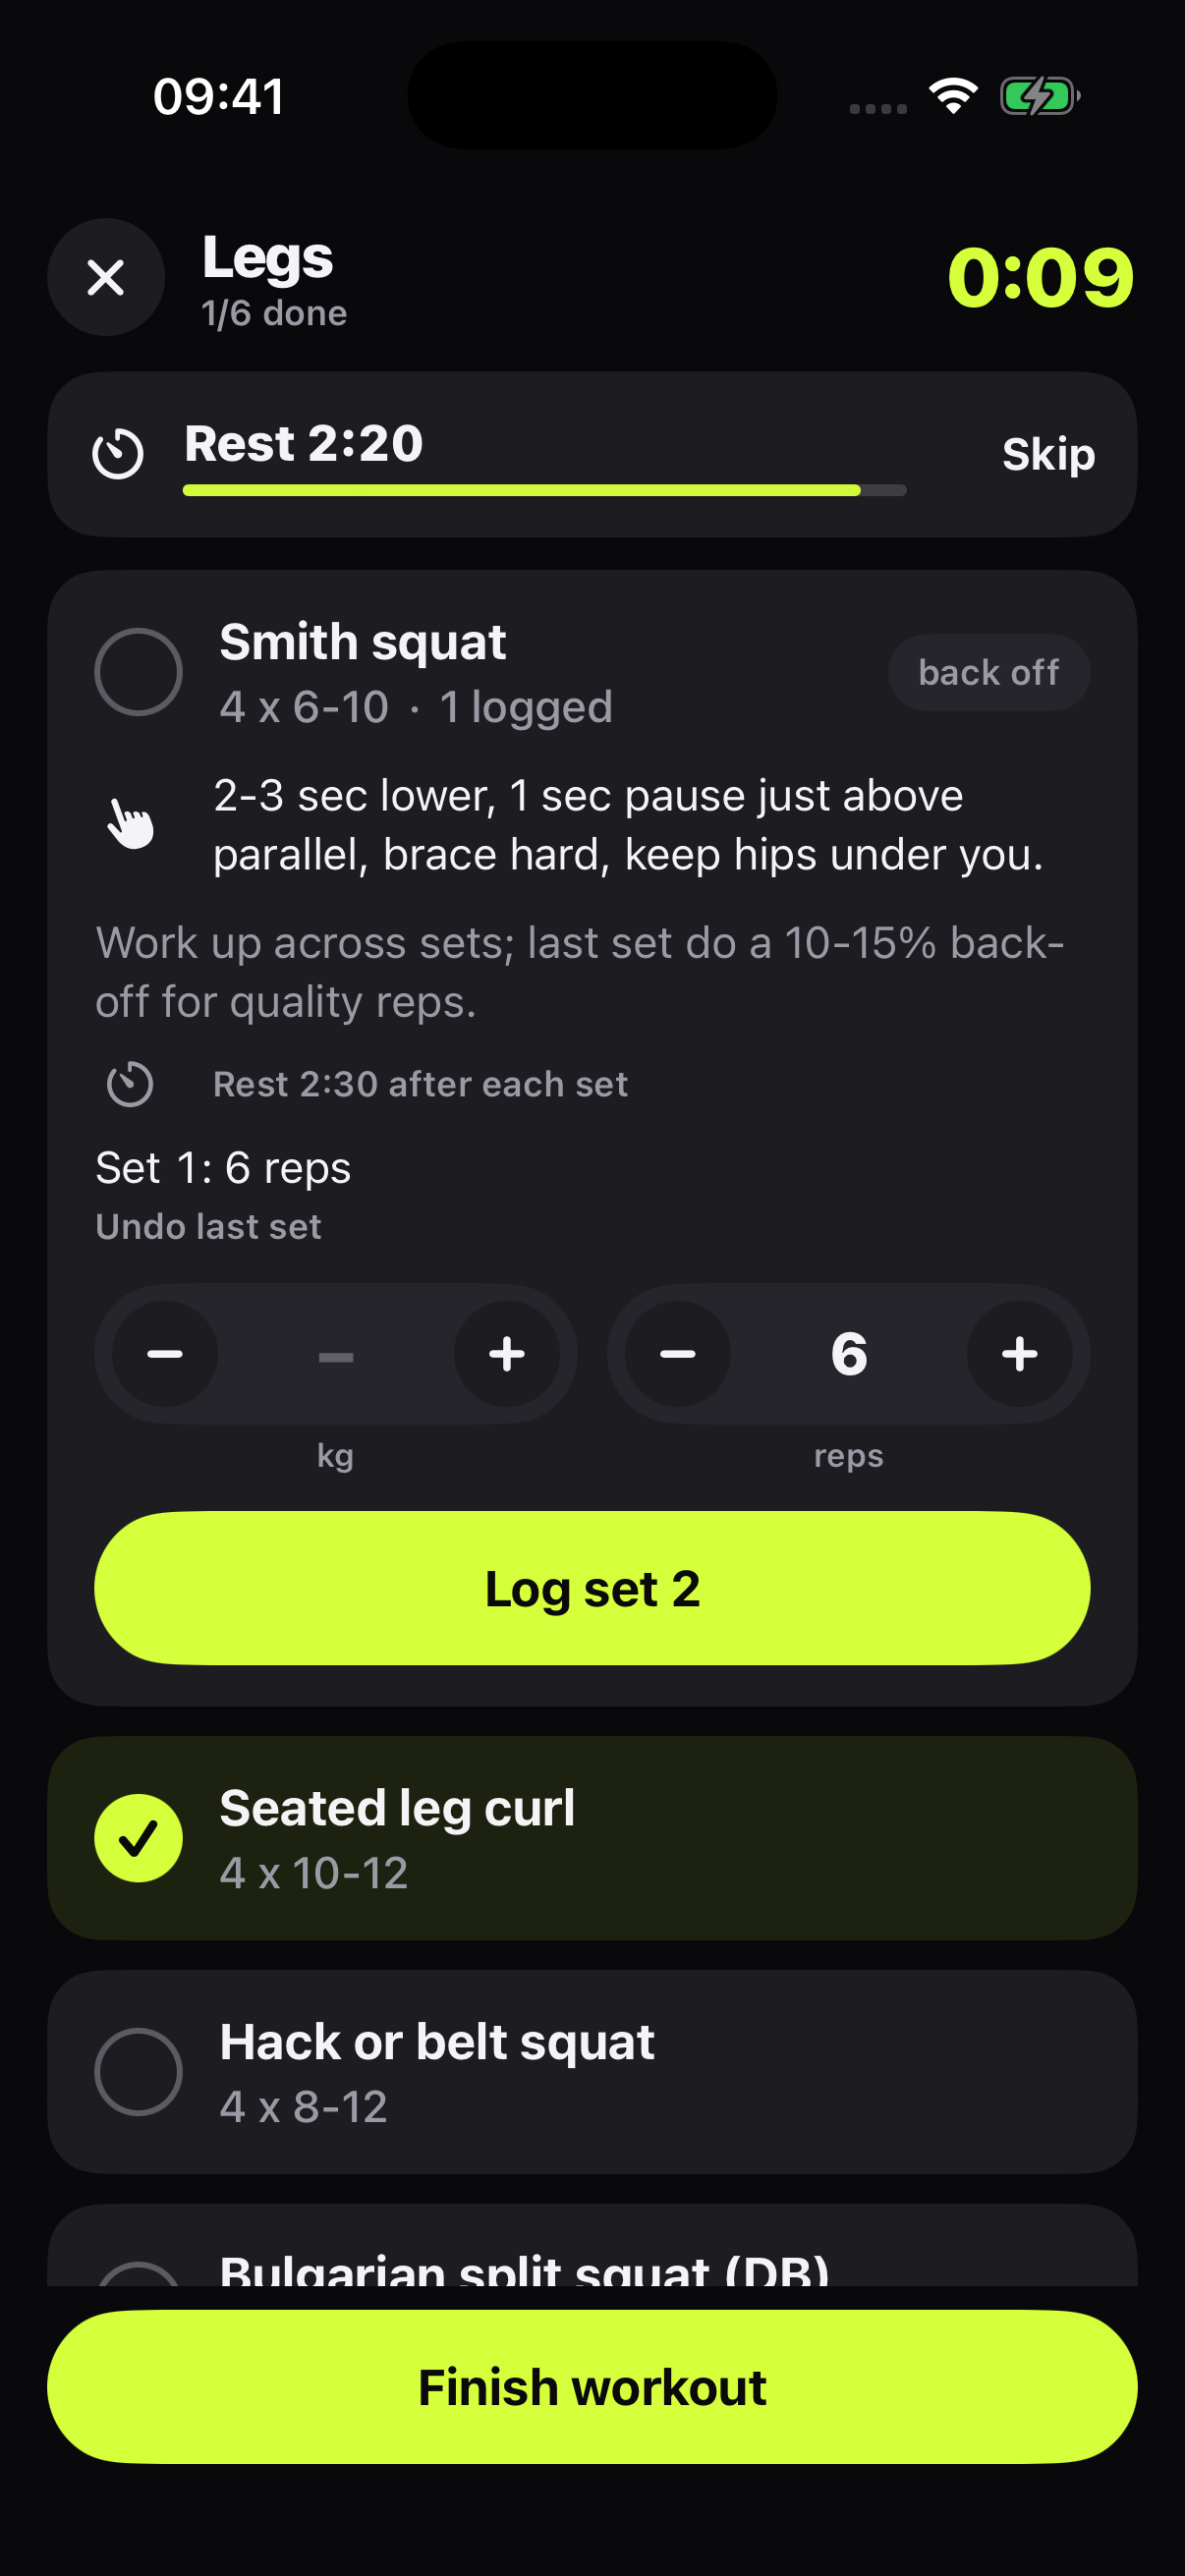 09:41
Legs
1/6 done
0:09
Rest 2:20
Skip
Smith squat
4 x 6-10 · 1 logged
back off
2-3 sec lower, 1 sec pause just above
parallel, brace hard, keep hips under you.
Work up across sets; last set do a 10-15% back-
off for quality reps.
Rest 2:30 after each set
Set 1: 6 reps
Undo last set
–
6
kg
reps
Log set 2
Seated leg curl
4 x 10-12
Hack or belt squat
4 x 8-12
Bulgarian split squat (DB)
Finish workout